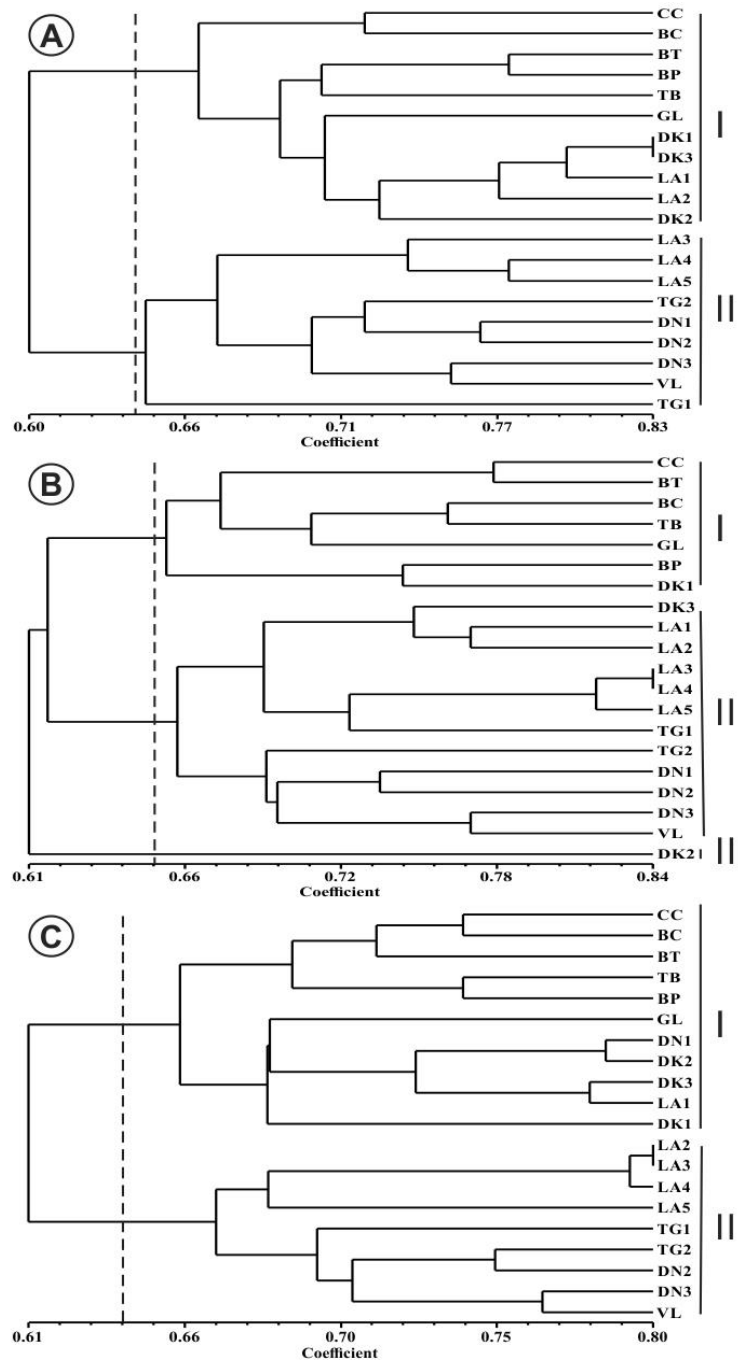 A
CC
BC
BT
BP
TB
GL
DK1
DK3
LA1
LA2
DK2
I
LA3
LA4
LA5
TG2
DN1
DN2
DN3
VL
TG1
II
0.60 0.66 0.71 0.77 0.83
Coefficient
B
CC
BT
BC
TB
GL
BP
DK1
I
DK3
LA1
LA2
LA3
LA4
LA5
TG1
TG2
DN1
DN2
DN3
VL
II
DK2
II
0.61 0.66 0.72 0.78 0.84
Coefficient
C
CC
BC
BT
TB
BP
GL
DN1
DK2
DK3
LA1
DK1
I
LA2
LA3
LA4
LA5
TG1
TG2
DN2
DN3
VL
II
0.61 0.66 0.70 0.75 0.80
Coefficient